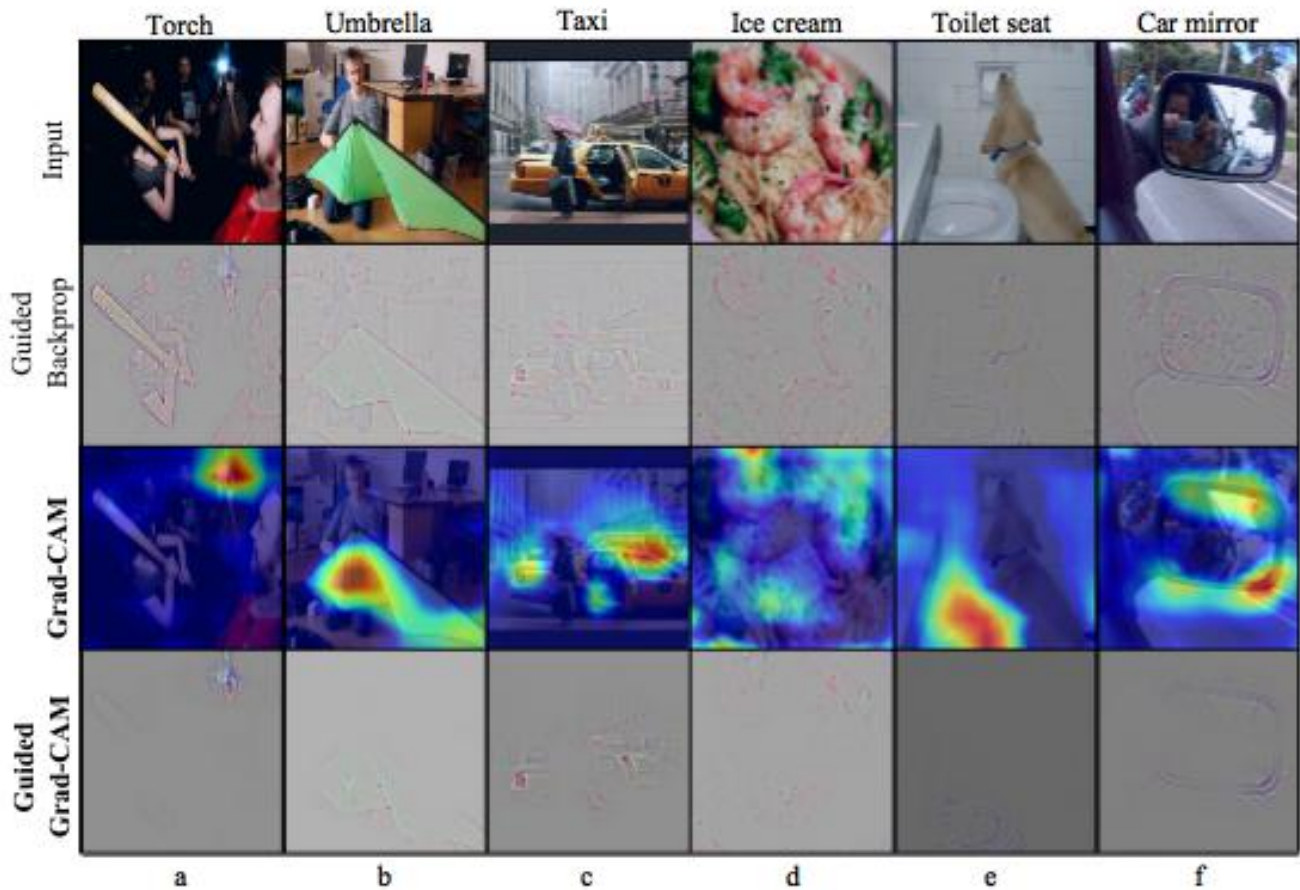 Torch Umbrella Taxi Ice cream Toilet seat Car mirror
Input
Guided
Backprop
Grad-CAM
Guided
Grad-CAM
a b c d e f